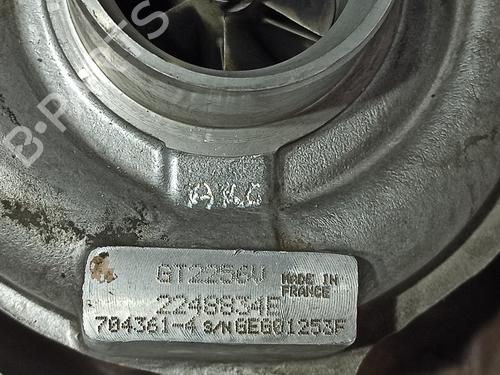 B-PARTS
GT2256V
MADE IN
FRANCE
2248834E
704361-4 S/N GEG01253F